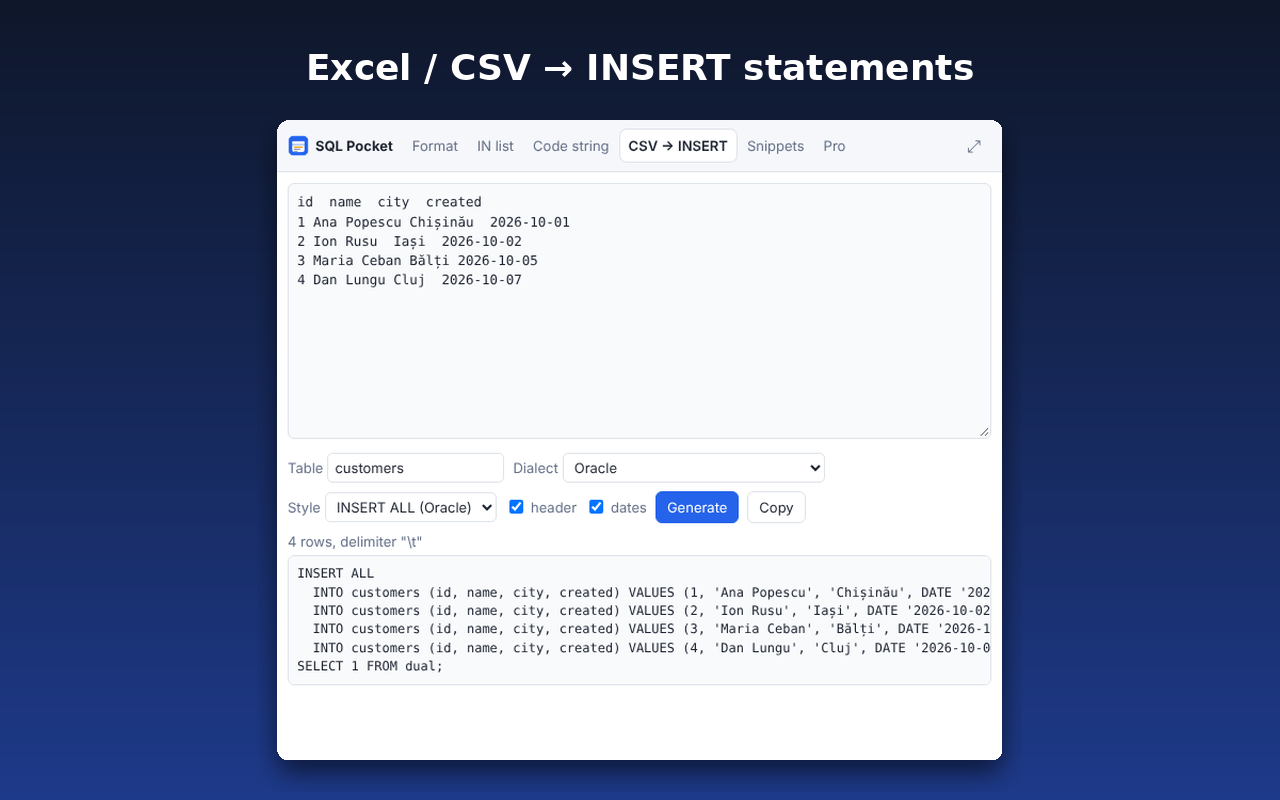 Excel / CSV → INSERT statements
SQL Pocket Format IN list Code string CSV → INSERT Snippets Pro
id  name  city  created
1 Ana Popescu Chișinău  2026-10-01
2 Ion Rusu  Iași  2026-10-02
3 Maria Ceban Bălți 2026-10-05
4 Dan Lungu Cluj  2026-10-07
Table customers Dialect Oracle
Style INSERT ALL (Oracle) header dates Generate Copy
4 rows, delimiter "\t"
INSERT ALL
  INTO customers (id, name, city, created) VALUES (1, 'Ana Popescu', 'Chișinău', DATE '202
  INTO customers (id, name, city, created) VALUES (2, 'Ion Rusu', 'Iași', DATE '2026-10-02
  INTO customers (id, name, city, created) VALUES (3, 'Maria Ceban', 'Bălți', DATE '2026-1
  INTO customers (id, name, city, created) VALUES (4, 'Dan Lungu', 'Cluj', DATE '2026-10-0
SELECT 1 FROM dual;